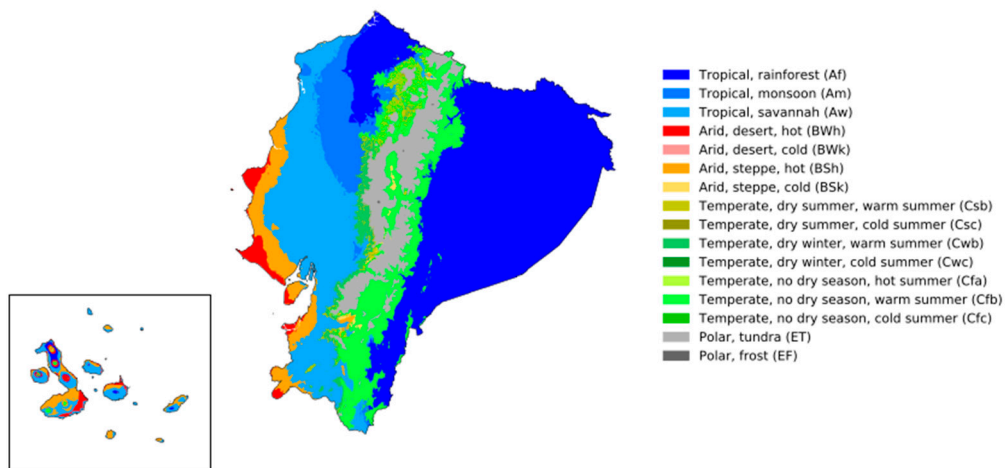 Tropical, rainforest (Af)
Tropical, monsoon (Am)
Tropical, savannah (Aw)
Arid, desert, hot (BWh)
Arid, desert, cold (BWk)
Arid, steppe, hot (BSh)
Arid, steppe, cold (BSk)
Temperate, dry summer, warm summer (Csb)
Temperate, dry summer, cold summer (Csc)
Temperate, dry winter, warm summer (Cwb)
Temperate, dry winter, cold summer (Cwc)
Temperate, no dry season, hot summer (Cfa)
Temperate, no dry season, warm summer (Cfb)
Temperate, no dry season, cold summer (Cfc)
Polar, tundra (ET)
Polar, frost (EF)